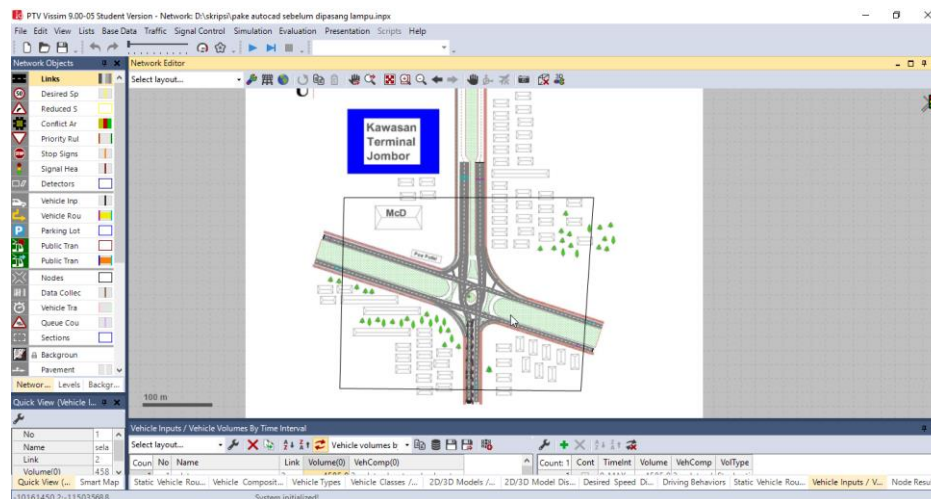 PTV Vissim 9.00-05 Student Version - Network: D:\skripsi\pake autocad sebelum dipasang lampu.inpx
File Edit View Lists Base Data Traffic Signal Control Simulation Evaluation Presentation Scripts Help
Network Objects
Network Editor
Links
Select layout...
Desired Sp
Reduced S
Conflict Ar
Priority Rul
Stop Signs
Signal Hea
Detectors
Vehicle Inp
Vehicle Rou
Parking Lot
Public Tran
Public Tran
Nodes
Data Collec
Vehicle Tra
Queue Cou
Sections
Backgroun
Pavement
Kawasan
Terminal
Jombor
McD
100 m
Networ... Levels Backgr...
Quick View (Vehicle I...
Vehicle Inputs / Vehicle Volumes By Time Interval
Select layout... Vehicle volumes b
No 1
Name sela
Link 2
Volume(0) 458
Coun No Name Link Volume(0) VehComp(0)
Count: 1 Cont TimeInt Volume VehComp VolType
Quick View (... Smart Map
Static Vehicle Rou... Vehicle Composit... Vehicle Types Vehicle Classes /... 2D/3D Models /... 2D/3D Model Dis... Desired Speed Di... Driving Behaviors Static Vehicle Rou... Vehicle Inputs / V... Node Resu
System initialized!